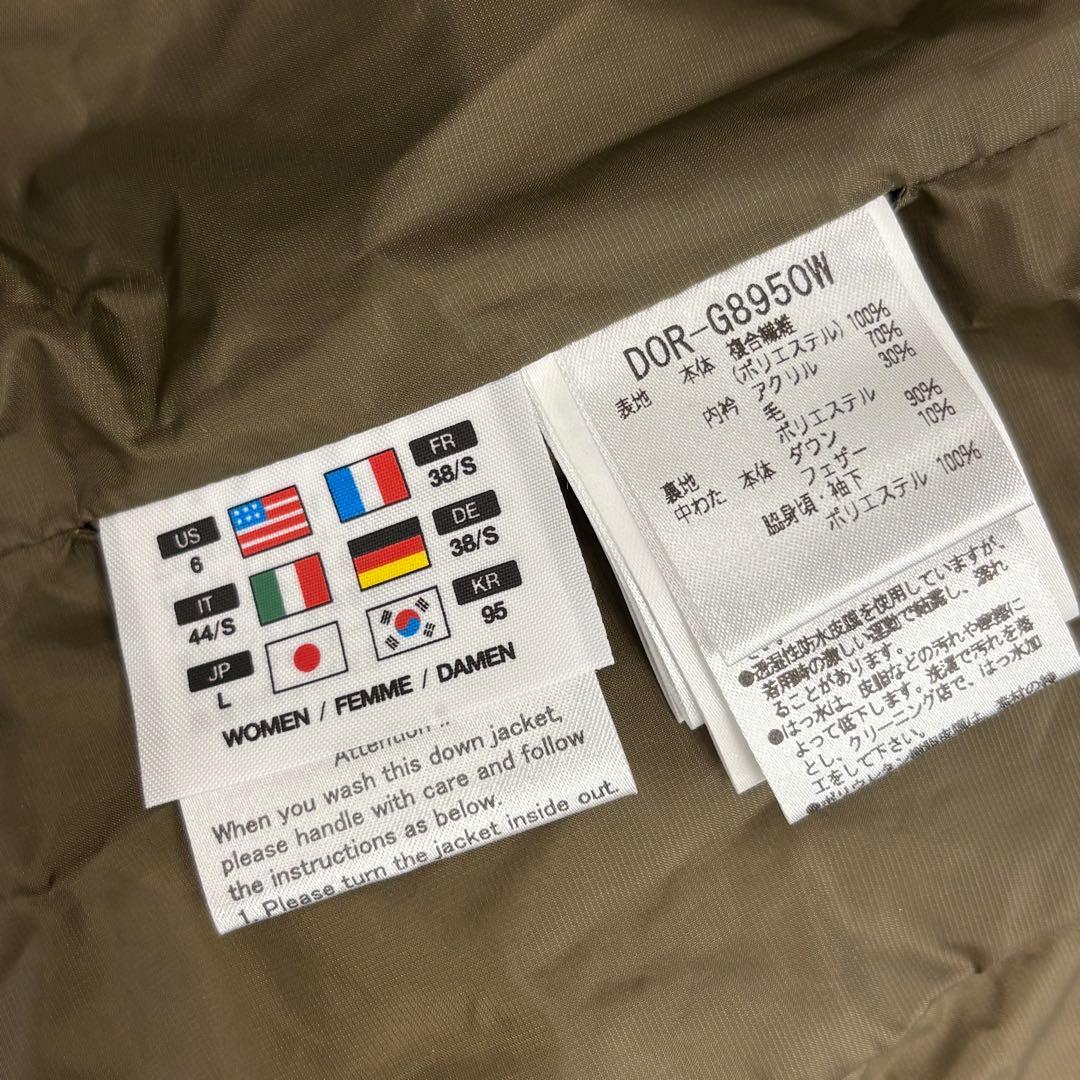 US
6
FR
38/S
IT
44/S
DE
38/S
JP
L
KR
95
WOMEN / FEMME / DAMEN
Attention
When you wash this down jacket,
please handle with care and follow
the instructions as below.
1. Please turn the jacket inside out.
DOR-G8950W
表地 本体 複合繊維
(ポリエステル) 100%
内衿 アクリル 70%
毛 30%
裏地 ポリエステル
中わた 本体 ダウン 90%
フェザー 10%
脇身頃・袖下
ポリエステル 100%
●透湿性防水皮膜を使用していますが、
着用時の激しい運動で結露し、濡れ
ることがあります。
●はっ水は、皮脂などの汚れや摩擦に
よって低下します。洗濯で汚れを落
とし、クリーニング店で、はっ水加
工をして下さい。